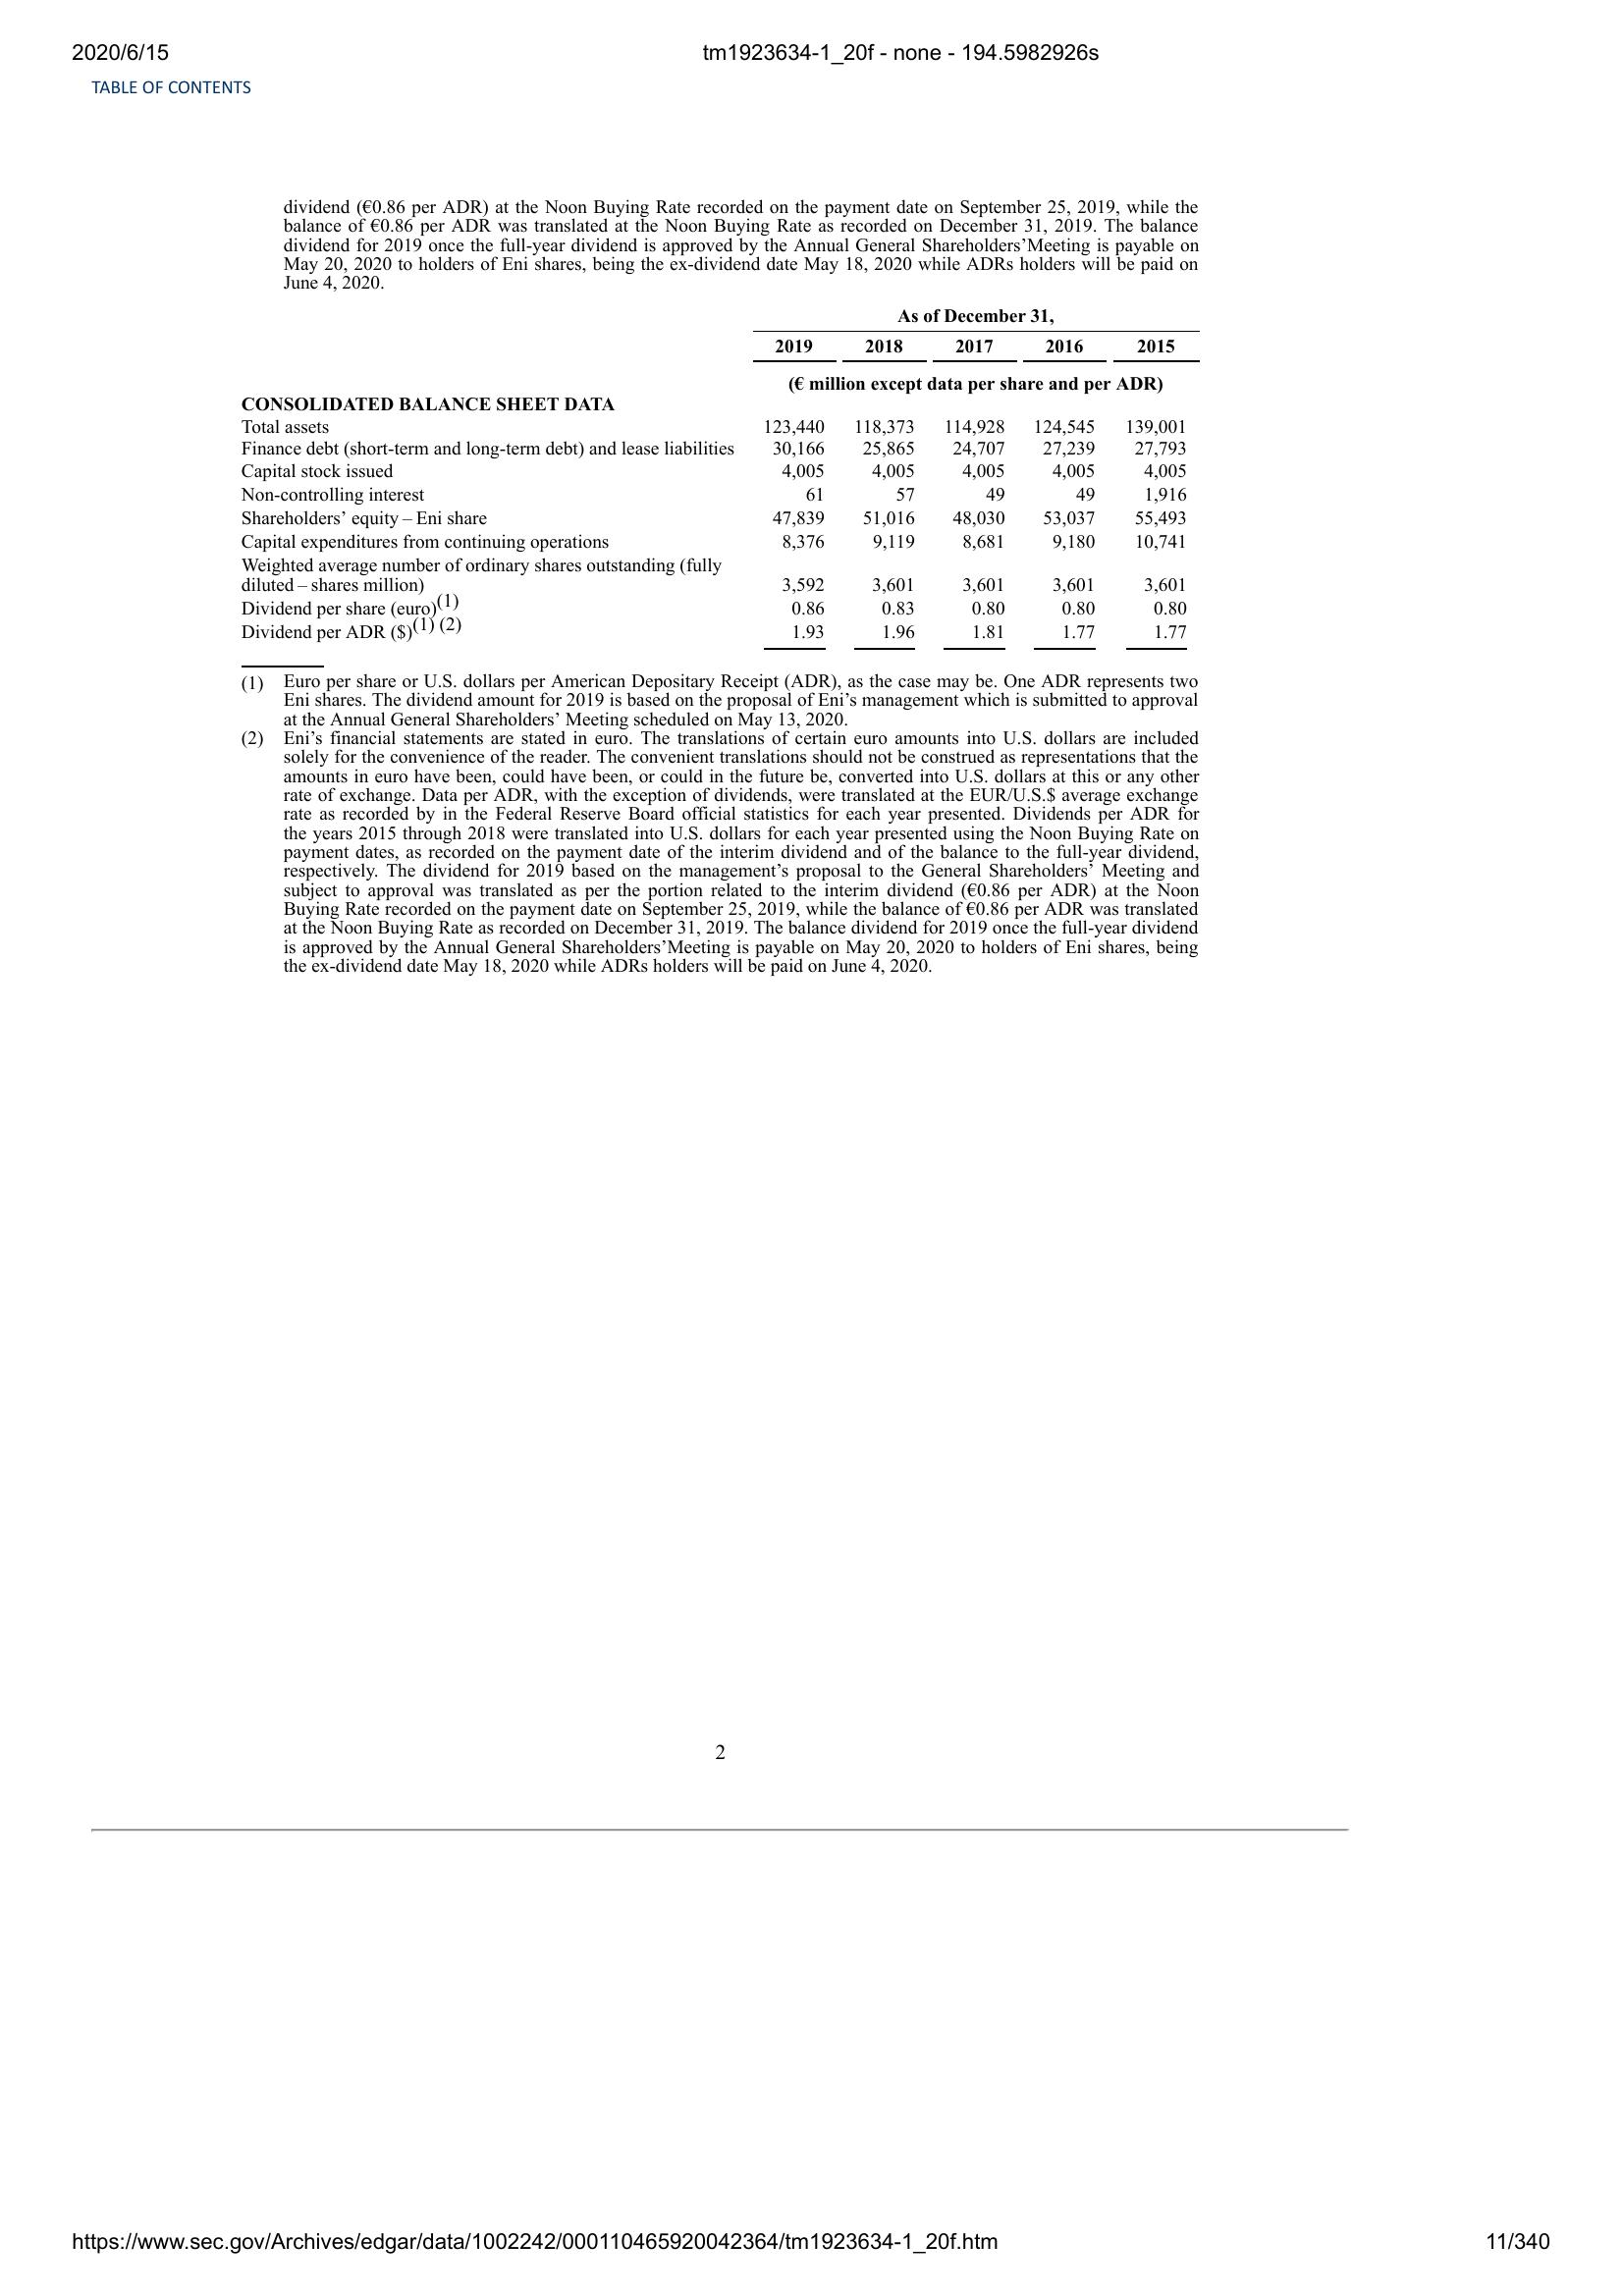 2020/6/15 tm1923634-1_20f - none - 194.5982926s
TABLE OF CONTENTS
dividend (€0.86 per ADR) at the Noon Buying Rate recorded on the payment date on September 25, 2019, while the
balance of €0.86 per ADR was translated at the Noon Buying Rate as recorded on December 31, 2019. The balance
dividend for 2019 once the full-year dividend is approved by the Annual General Shareholders’Meeting is payable on
May 20, 2020 to holders of Eni shares, being the ex-dividend date May 18, 2020 while ADRs holders will be paid on
June 4, 2020.
As of December 31,
2019 2018 2017 2016 2015
(€ million except data per share and per ADR)
CONSOLIDATED BALANCE SHEET DATA
Total assets 123,440 118,373 114,928 124,545 139,001
Finance debt (short-term and long-term debt) and lease liabilities 30,166 25,865 24,707 27,239 27,793
Capital stock issued 4,005 4,005 4,005 4,005 4,005
Non-controlling interest 61 57 49 49 1,916
Shareholders’ equity – Eni share 47,839 51,016 48,030 53,037 55,493
Capital expenditures from continuing operations 8,376 9,119 8,681 9,180 10,741
Weighted average number of ordinary shares outstanding (fully
diluted – shares million) 3,592 3,601 3,601 3,601 3,601
Dividend per share (euro)(1) 0.86 0.83 0.80 0.80 0.80
Dividend per ADR ($)(1) (2) 1.93 1.96 1.81 1.77 1.77
(1) Euro per share or U.S. dollars per American Depositary Receipt (ADR), as the case may be. One ADR represents two
Eni shares. The dividend amount for 2019 is based on the proposal of Eni’s management which is submitted to approval
at the Annual General Shareholders’ Meeting scheduled on May 13, 2020.
(2) Eni’s financial statements are stated in euro. The translations of certain euro amounts into U.S. dollars are included
solely for the convenience of the reader. The convenient translations should not be construed as representations that the
amounts in euro have been, could have been, or could in the future be, converted into U.S. dollars at this or any other
rate of exchange. Data per ADR, with the exception of dividends, were translated at the EUR/U.S.$ average exchange
rate as recorded by in the Federal Reserve Board official statistics for each year presented. Dividends per ADR for
the years 2015 through 2018 were translated into U.S. dollars for each year presented using the Noon Buying Rate on
payment dates, as recorded on the payment date of the interim dividend and of the balance to the full-year dividend,
respectively. The dividend for 2019 based on the management’s proposal to the General Shareholders’ Meeting and
subject to approval was translated as per the portion related to the interim dividend (€0.86 per ADR) at the Noon
Buying Rate recorded on the payment date on September 25, 2019, while the balance of €0.86 per ADR was translated
at the Noon Buying Rate as recorded on December 31, 2019. The balance dividend for 2019 once the full-year dividend
is approved by the Annual General Shareholders’Meeting is payable on May 20, 2020 to holders of Eni shares, being
the ex-dividend date May 18, 2020 while ADRs holders will be paid on June 4, 2020.
2
https://www.sec.gov/Archives/edgar/data/1002242/000110465920042364/tm1923634-1_20f.htm 11/340